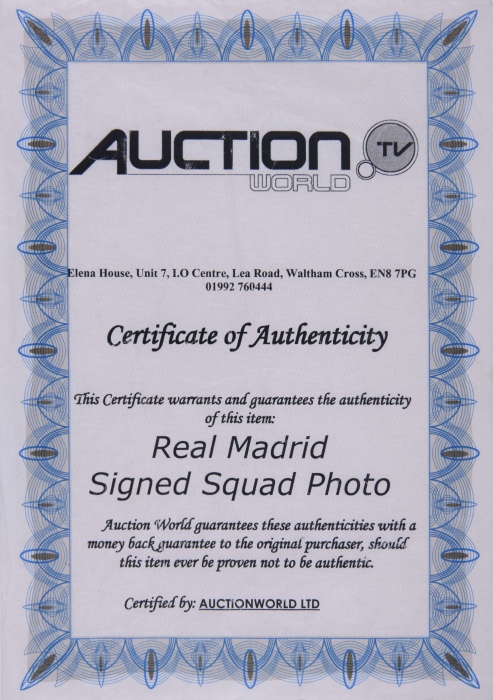 AUCTION
WORLD
TV
Elena House, Unit 7, I.O Centre, Lea Road, Waltham Cross, EN8 7PG
01992 760444
Certificate of Authenticity
This Certificate warrants and guarantees the authenticity
of this item:
Real Madrid
Signed Squad Photo
Auction World guarantees these authenticities with a
money back guarantee to the original purchaser, should
this item ever be proven not to be authentic.
Certified by: AUCTiONWORLD LTD